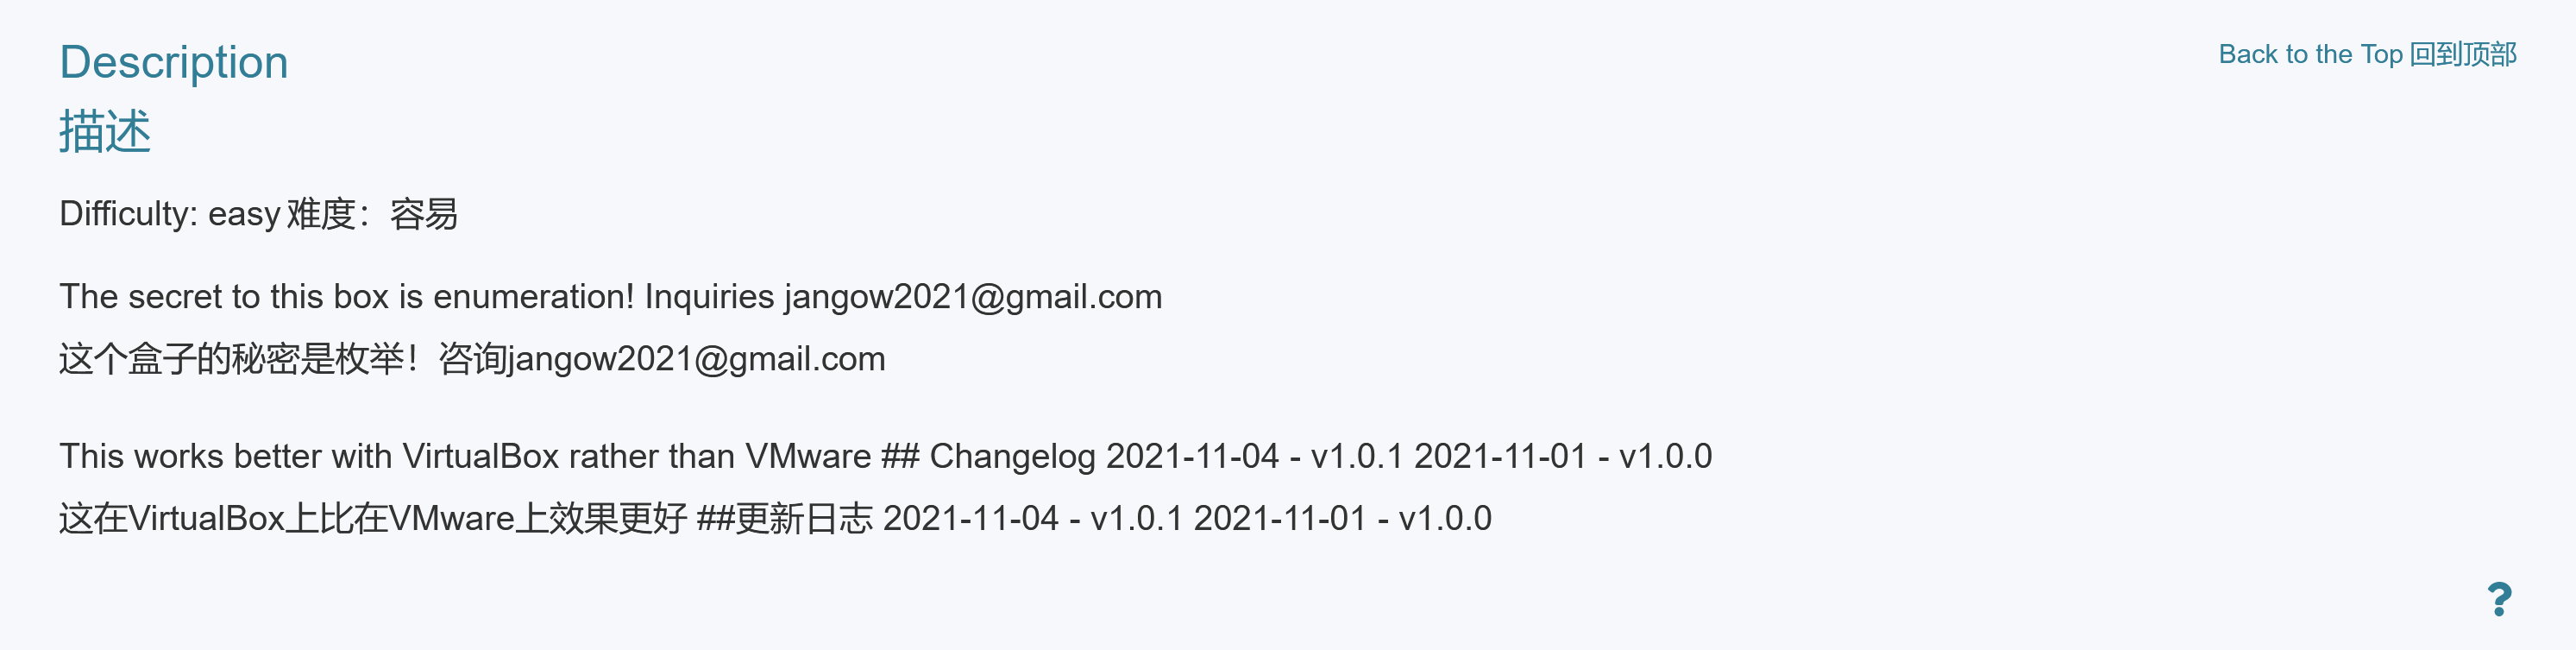 Description
Back to the Top 回到顶部
描述
Difficulty: easy 难度：容易
The secret to this box is enumeration! Inquiries jangow2021@gmail.com
这个盒子的秘密是枚举！咨询jangow2021@gmail.com
This works better with VirtualBox rather than VMware ## Changelog 2021-11-04 - v1.0.1 2021-11-01 - v1.0.0
这在VirtualBox上比在VMware上效果更好 ##更新日志 2021-11-04 - v1.0.1 2021-11-01 - v1.0.0
?